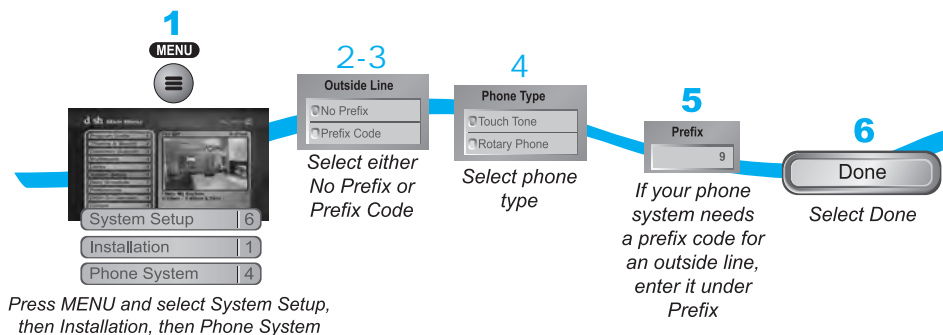 1
MENU
dish Main Menu
System Setup 6
Installation 1
Phone System 4
Press MENU and select System Setup,
then Installation, then Phone System
2-3
Outside Line
No Prefix
Prefix Code
Select either
No Prefix or
Prefix Code
4
Phone Type
Touch Tone
Rotary Phone
Select phone
type
5
Prefix
9
If your phone
system needs
a prefix code for
an outside line,
enter it under
Prefix
6
Done
Select Done